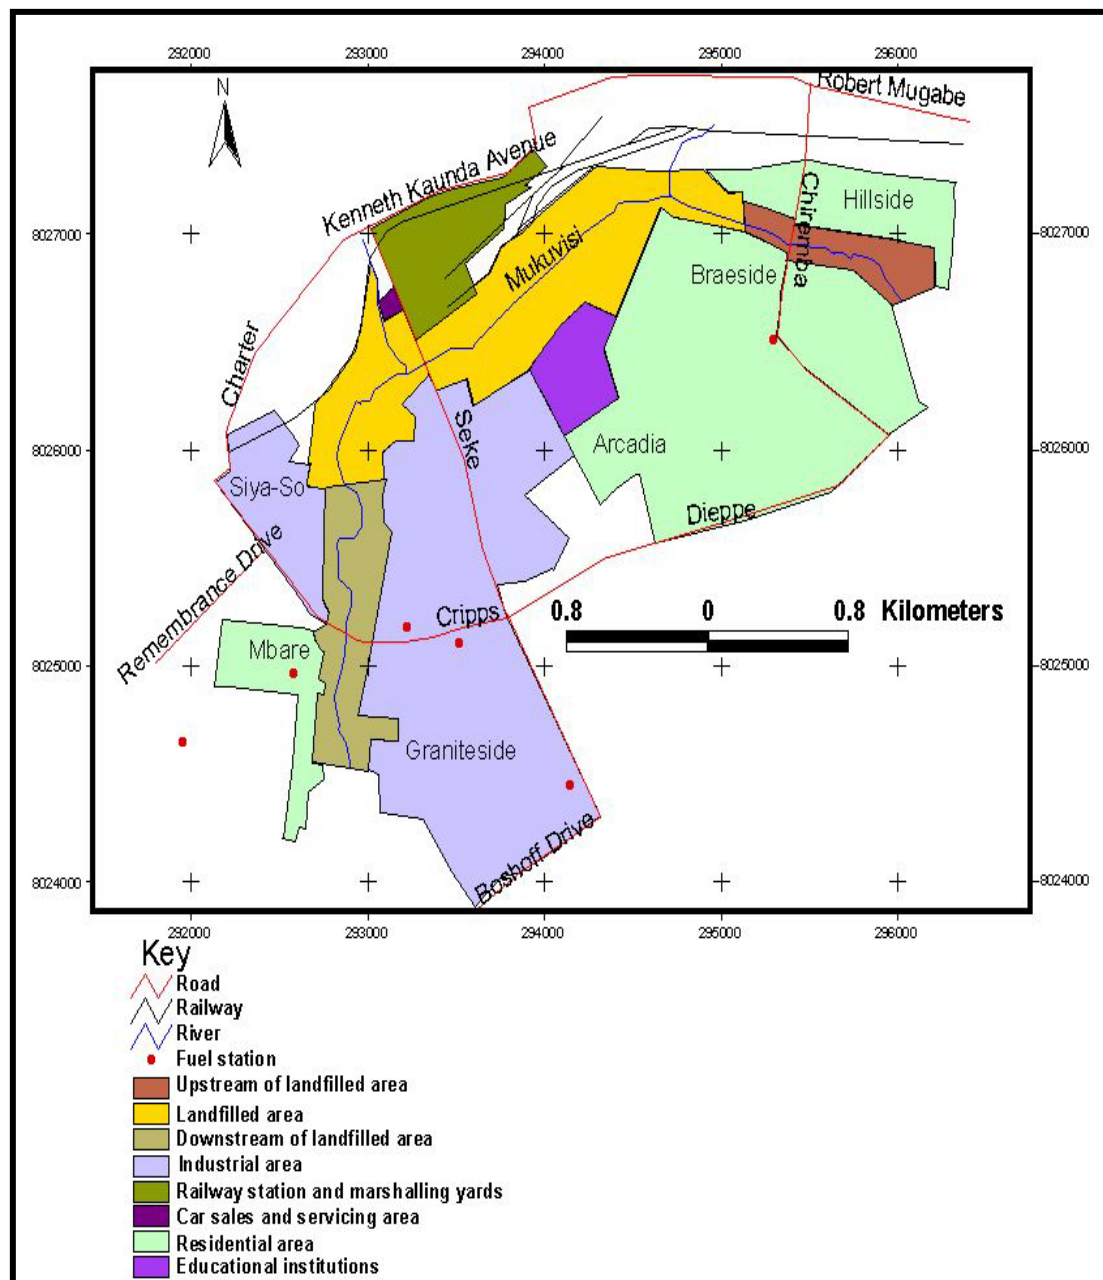 292000 293000 294000 295000 296000
N
Robert Mugabe
Kenneth Kaunda Avenue
Chiremba
Hillside
8027000 8027000
Mukuvisi
Braeside
Charter
Seke
Arcadia
8026000 8026000
Siya-So
Dieppe
Remembrance Drive
Cripps
0.8 0 0.8 Kilometers
Mbare
8025000 8025000
Graniteside
Boshoff Drive
8024000 8024000
292000 293000 294000 295000 296000
Key
Road
Railway
River
Fuel station
Upstream of landfilled area
Landfilled area
Downstream of landfilled area
Industrial area
Railway station and marshalling yards
Car sales and servicing area
Residential area
Educational institutions